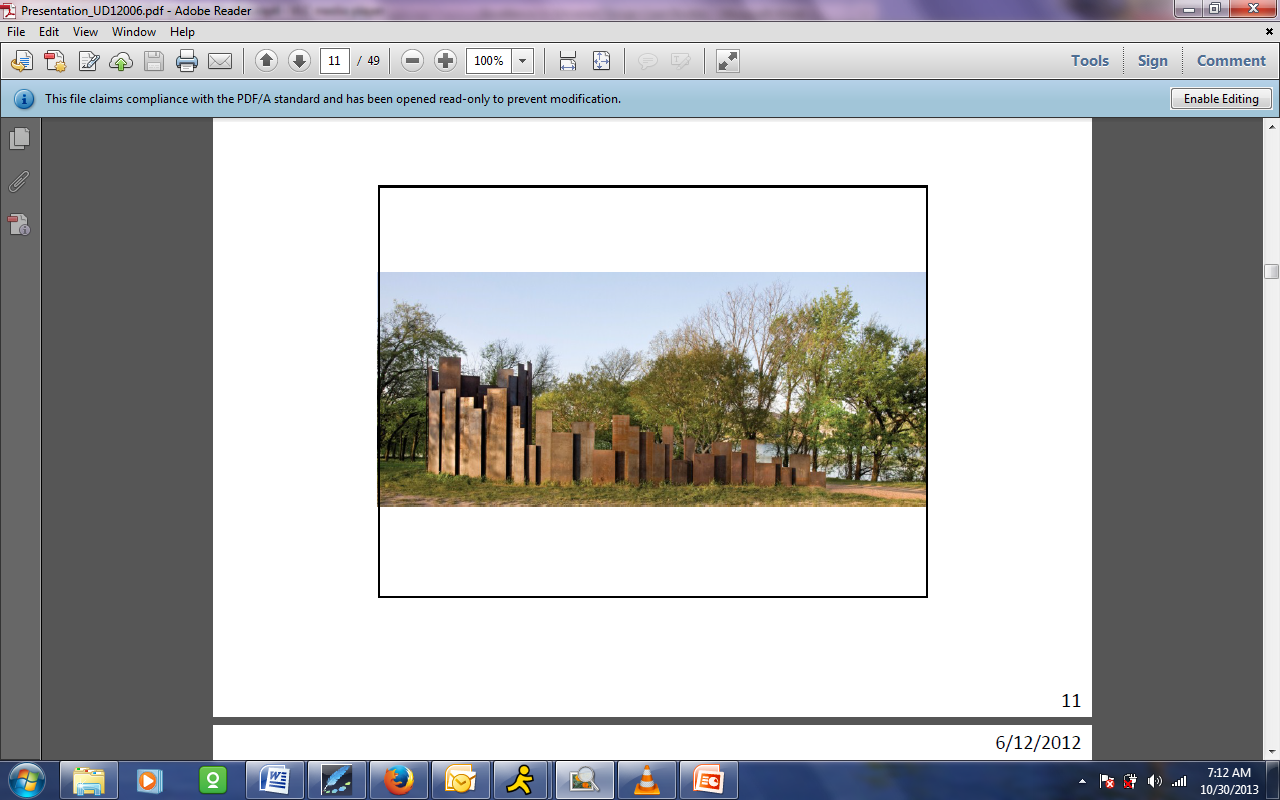 Presentation_UD12006.pdf - Adobe Reader
File Edit View Window Help
11 / 49 100% Tools Sign Comment
This file claims compliance with the PDF/A standard and has been opened read-only to prevent modification. Enable Editing
11
6/12/2012
7:12 AM
10/30/2013